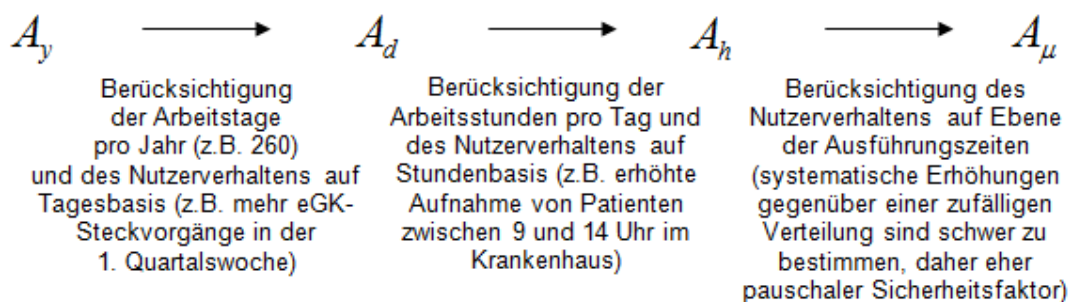 A_y → A_d → A_h → A_μ
Berücksichtigung
der Arbeitstage
pro Jahr (z.B. 260)
und des Nutzerverhaltens auf
Tagesbasis (z.B. mehr eGK-
Steckvorgänge in der
1. Quartalswoche)
Berücksichtigung der
Arbeitsstunden pro Tag und
des Nutzerverhaltens auf
Stundenbasis (z.B. erhöhte
Aufnahme von Patienten
zwischen 9 und 14 Uhr im
Krankenhaus)
Berücksichtigung des
Nutzerverhaltens auf Ebene
der Ausführungszeiten
(systematische Erhöhungen
gegenüber einer zufälligen
Verteilung sind schwer zu
bestimmen, daher eher
pauschaler Sicherheitsfaktor)